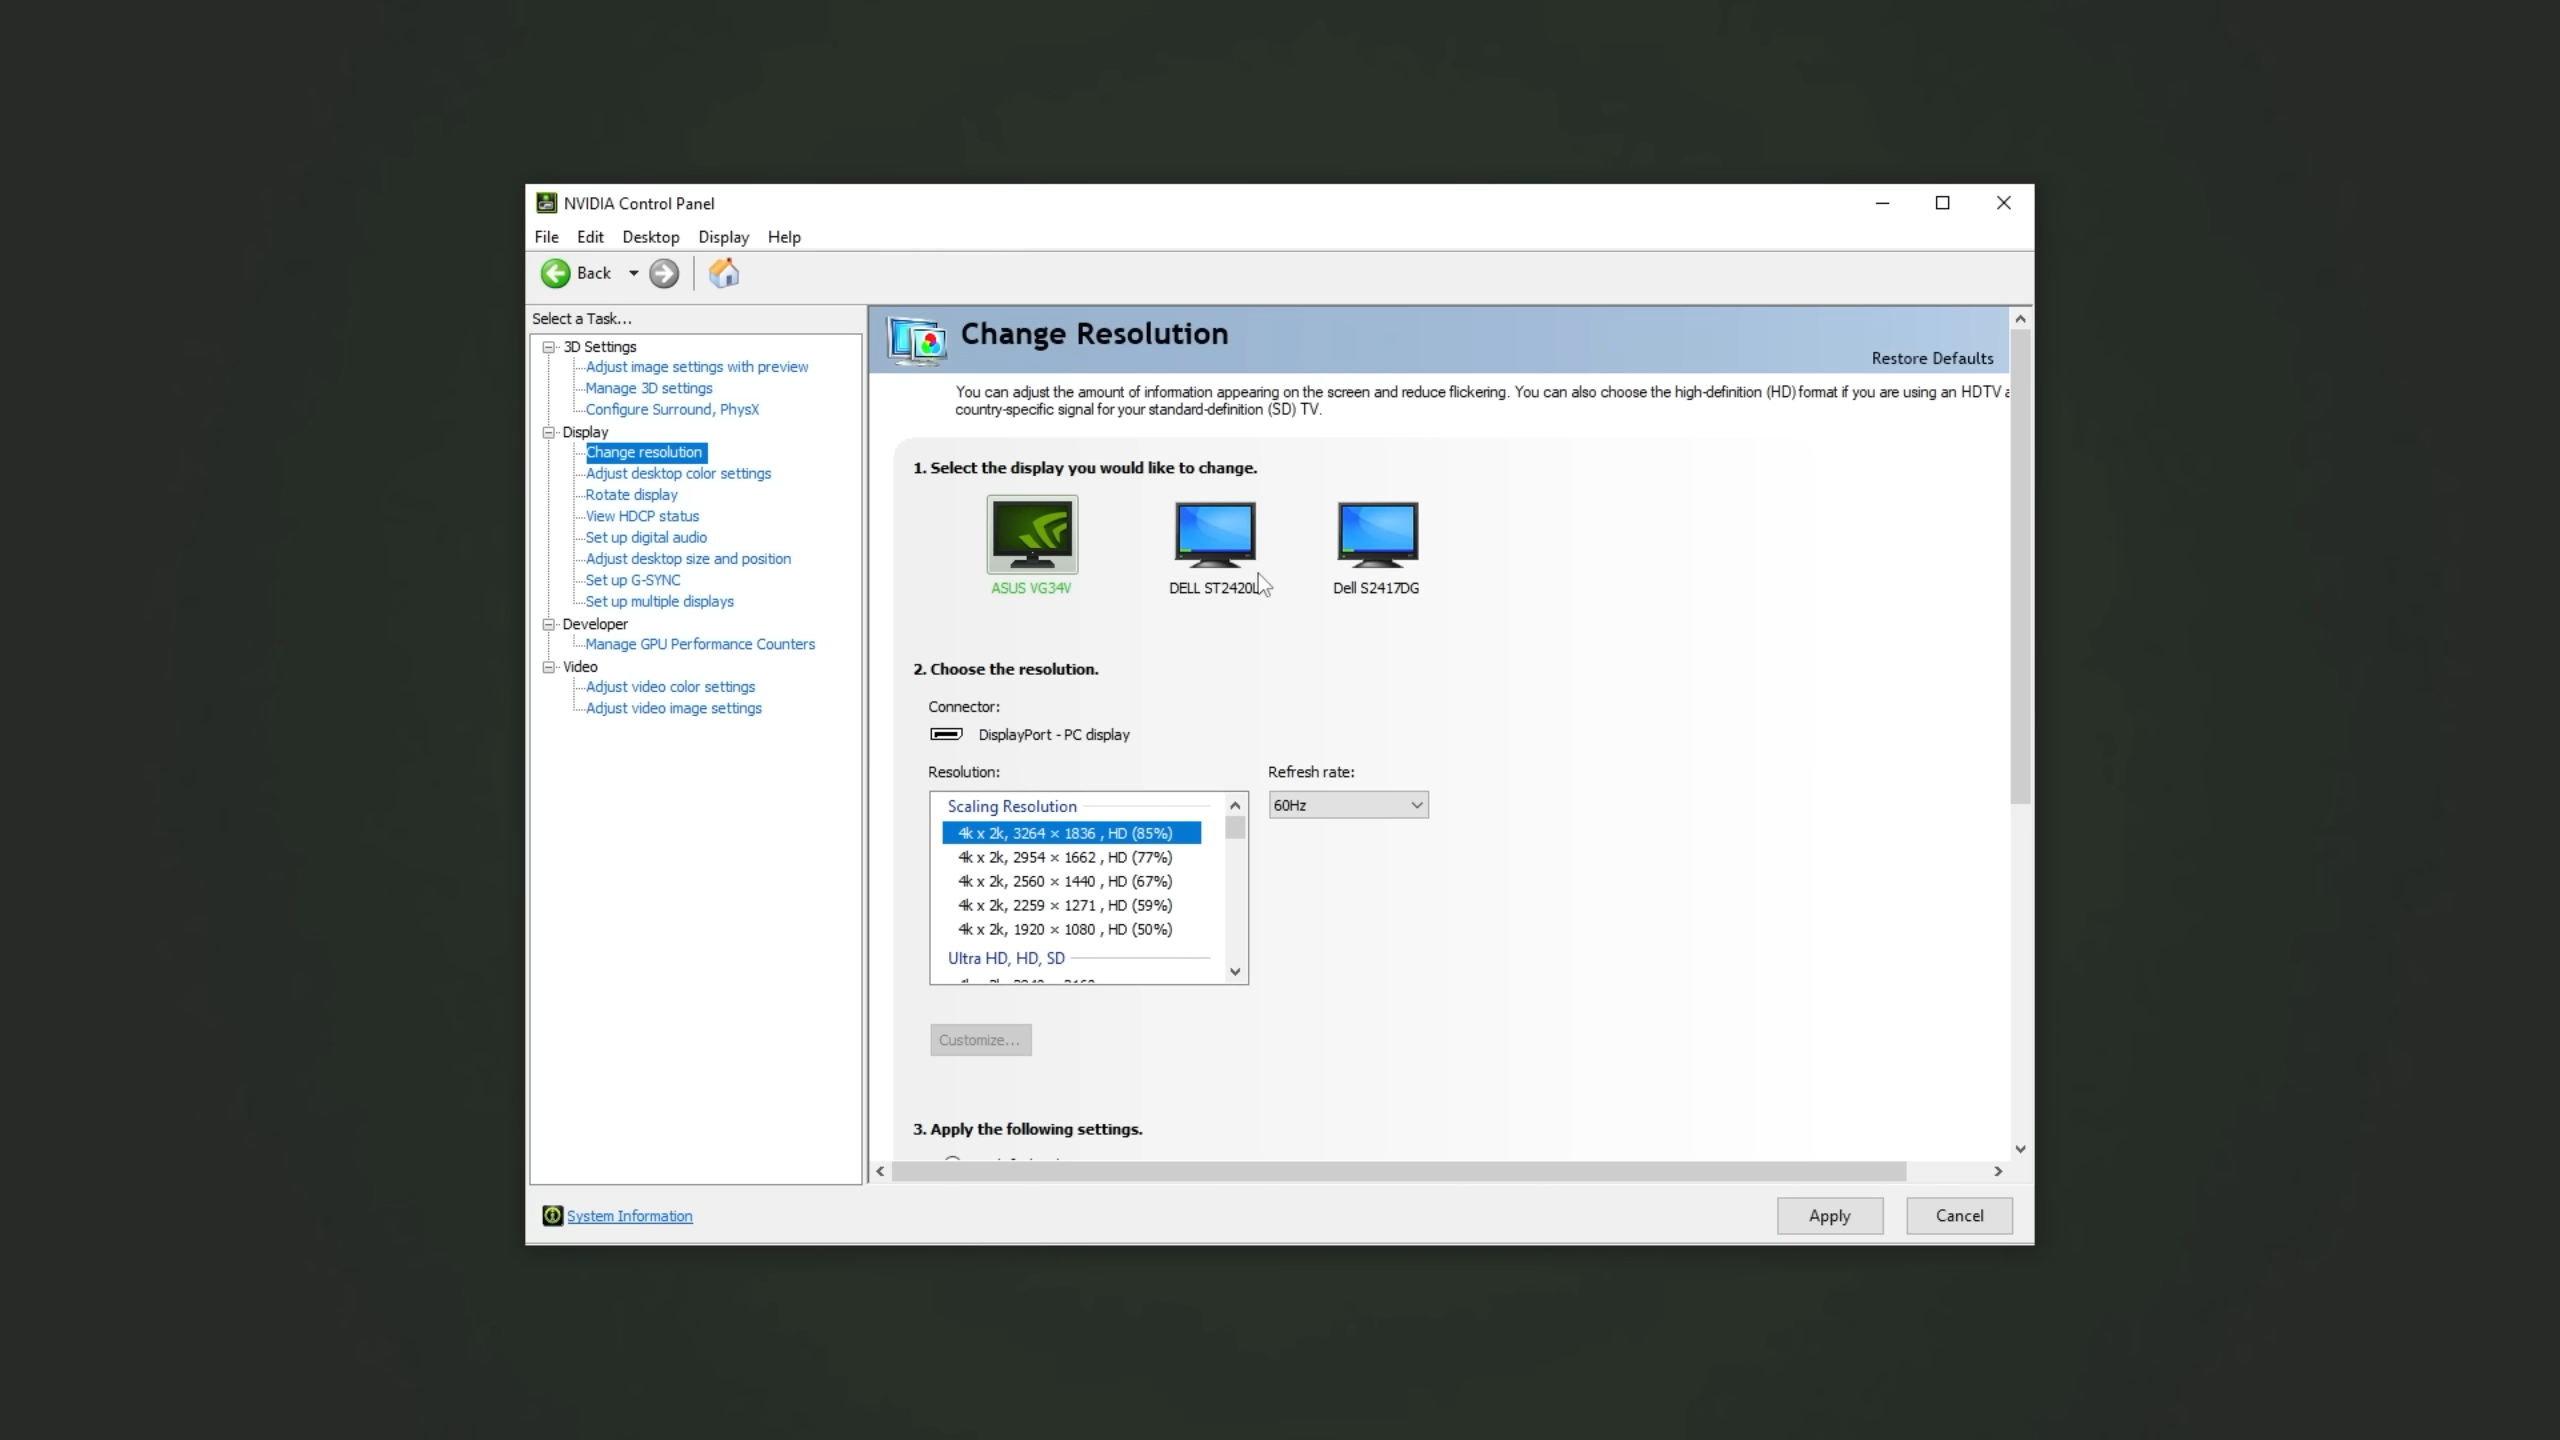 NVIDIA Control Panel
File Edit Desktop Display Help
Back
Select a Task...
3D Settings
Adjust image settings with preview
Manage 3D settings
Configure Surround, PhysX
Display
Change resolution
Adjust desktop color settings
Rotate display
View HDCP status
Set up digital audio
Adjust desktop size and position
Set up G-SYNC
Set up multiple displays
Developer
Manage GPU Performance Counters
Video
Adjust video color settings
Adjust video image settings
Change Resolution
Restore Defaults
You can adjust the amount of information appearing on the screen and reduce flickering. You can also choose the high-definition (HD) format if you are using an HDTV a
country-specific signal for your standard-definition (SD) TV.
1. Select the display you would like to change.
ASUS VG34V
DELL ST2420L
Dell S2417DG
2. Choose the resolution.
Connector:
DisplayPort - PC display
Resolution:
Refresh rate:
Scaling Resolution
60Hz
4k x 2k, 3264 × 1836 , HD (85%)
4k x 2k, 2954 × 1662 , HD (77%)
4k x 2k, 2560 × 1440 , HD (67%)
4k x 2k, 2259 × 1271 , HD (59%)
4k x 2k, 1920 × 1080 , HD (50%)
Ultra HD, HD, SD
Customize...
3. Apply the following settings.
System Information
Apply
Cancel